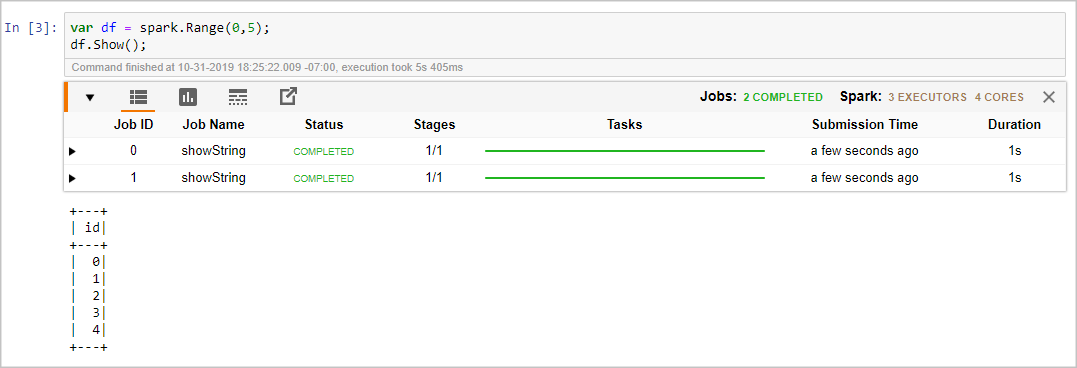 In [3]: var df = spark.Range(0,5);
df.Show();
Command finished at 10-31-2019 18:25:22.009 -07:00, execution took 5s 405ms
Jobs: 2 COMPLETED Spark: 3 EXECUTORS 4 CORES
Job ID Job Name Status Stages Tasks Submission Time Duration
0 showString COMPLETED 1/1 a few seconds ago 1s
1 showString COMPLETED 1/1 a few seconds ago 1s
+---+
| id|
+---+
|  0|
|  1|
|  2|
|  3|
|  4|
+---+